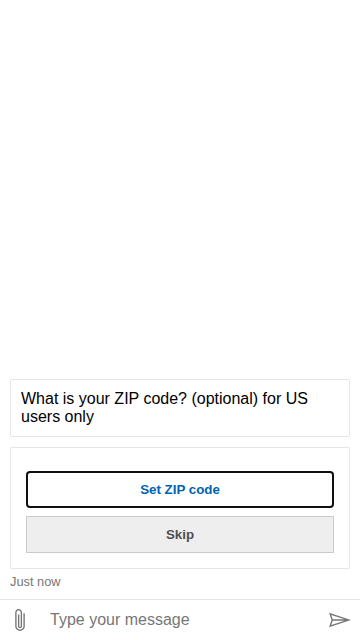 What is your ZIP code? (optional) for US
users only
Set ZIP code
Skip
Just now
Type your message